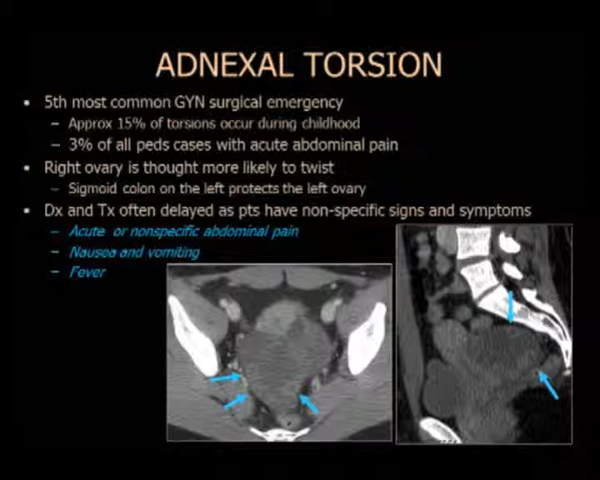 ADNEXAL TORSION
• 5th most common GYN surgical emergency
– Approx 15% of torsions occur during childhood
– 3% of all peds cases with acute abdominal pain
• Right ovary is thought more likely to twist
– Sigmoid colon on the left protects the left ovary
• Dx and Tx often delayed as pts have non-specific signs and symptoms
– Acute or nonspecific abdominal pain
– Nausea and vomiting
– Fever